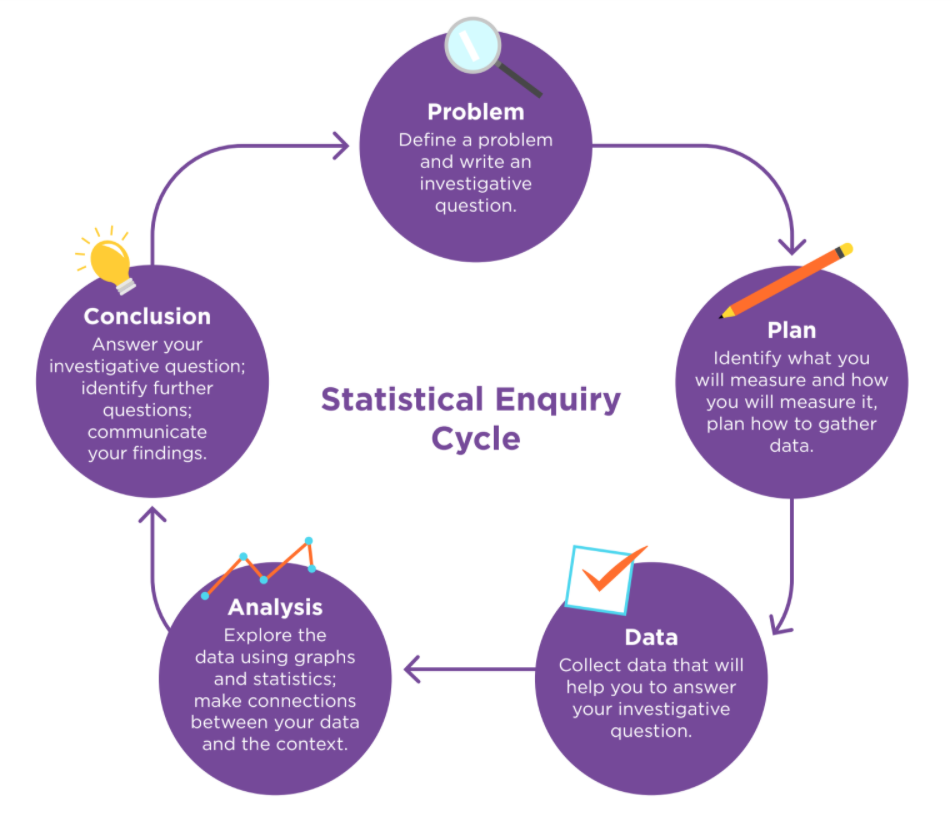 Problem
Define a problem
and write an
investigative
question.
Plan
Identify what you
will measure and how
you will measure it,
plan how to gather
data.
Data
Collect data that will
help you to answer
your investigative
question.
Analysis
Explore the
data using graphs
and statistics;
make connections
between your data
and the context.
Conclusion
Answer your
investigative question;
identify further
questions;
communicate
your findings.
Statistical Enquiry
Cycle